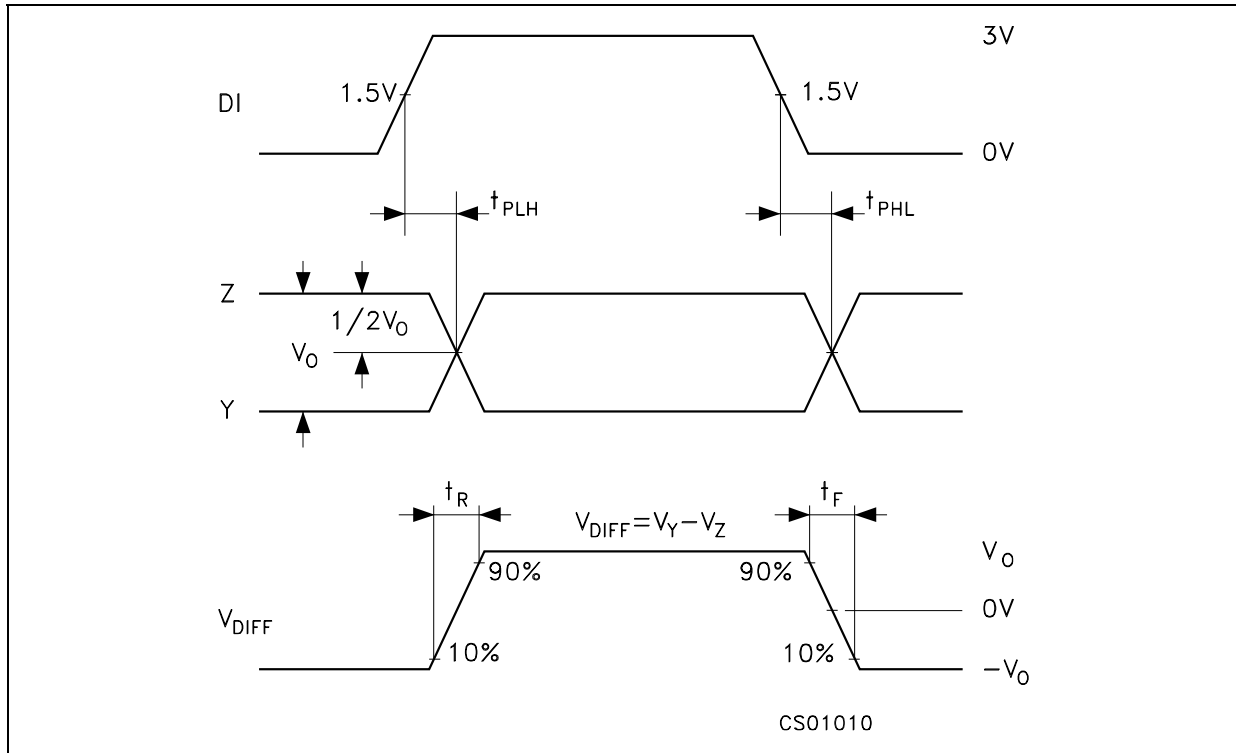 3V
1.5V
1.5V
DI
0V
tPLH
tPHL
Z
1/2VO
VO
Y
tR
tF
VDIFF=VY−VZ
VO
90%
90%
0V
VDIFF
10%
10%
−VO
CS01010